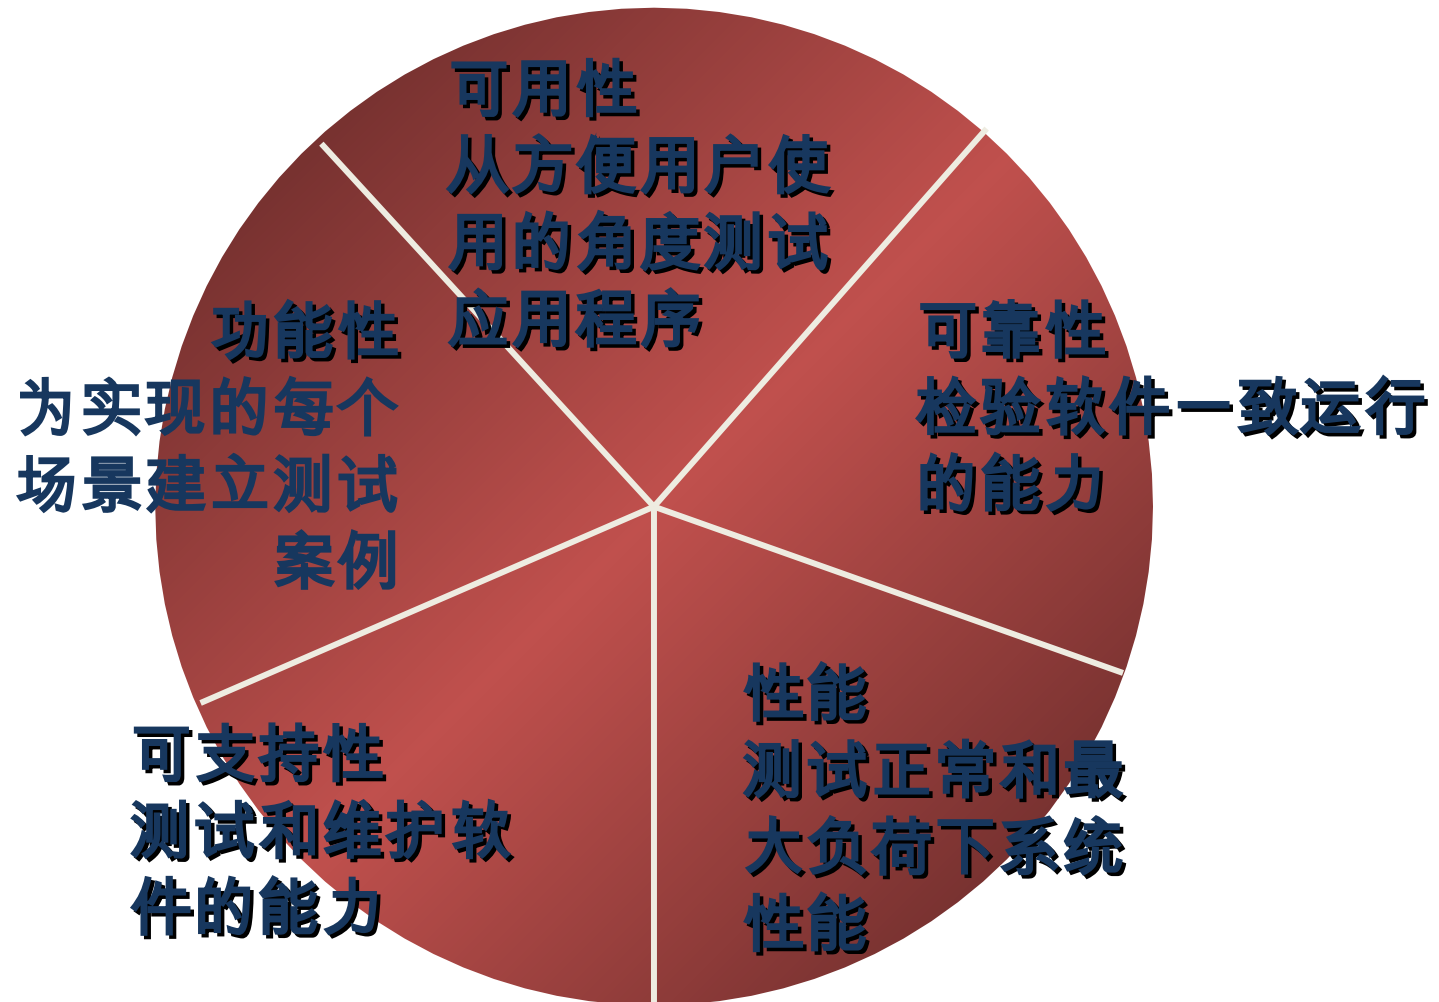 可用性
从方便用户使
用的角度测试
应用程序
功能性
为实现的每个
场景建立测试
案例
可靠性
检验软件一致运行
的能力
可支持性
测试和维护软
件的能力
性能
测试正常和最
大负荷下系统
性能